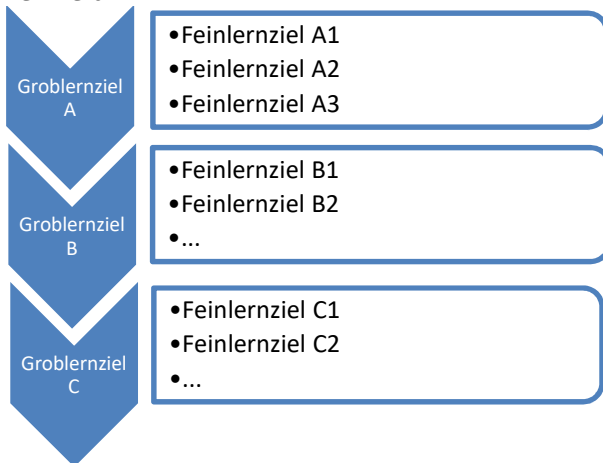 Groblernziel
A
•Feinlernziel A1
•Feinlernziel A2
•Feinlernziel A3
Groblernziel
B
•Feinlernziel B1
•Feinlernziel B2
•...
Groblernziel
C
•Feinlernziel C1
•Feinlernziel C2
•...